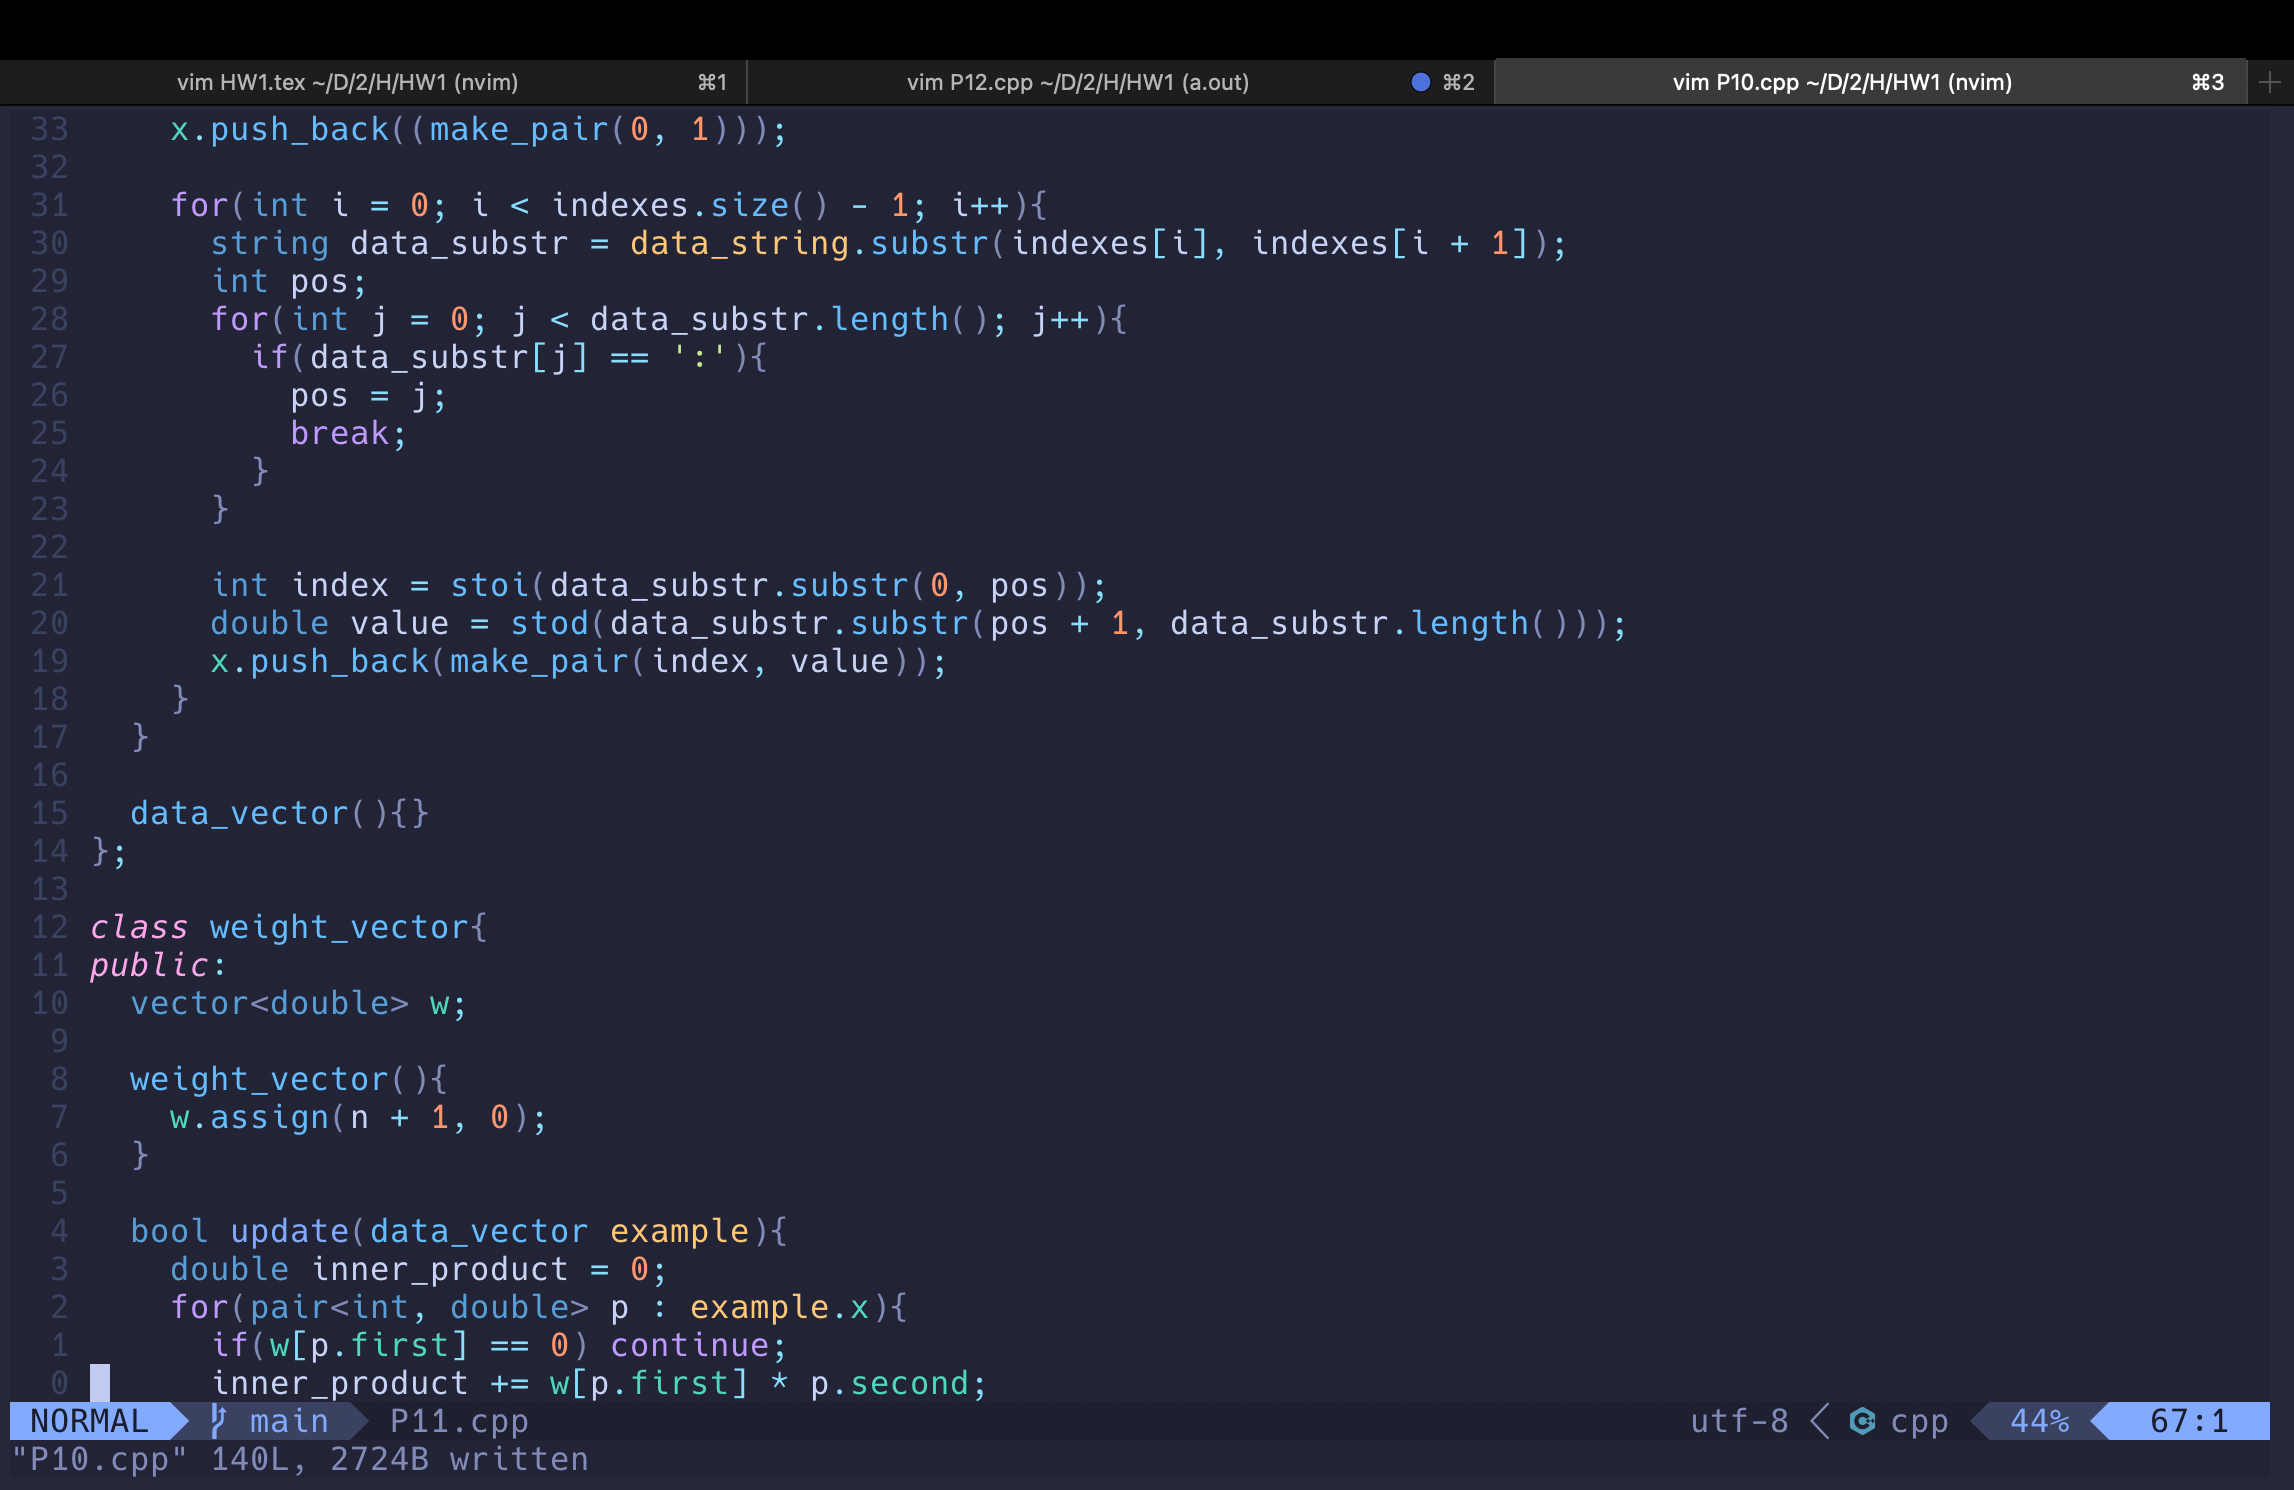 vim HW1.tex ~/D/2/H/HW1 (nvim) ⌘1 vim P12.cpp ~/D/2/H/HW1 (a.out) ⌘2 vim P10.cpp ~/D/2/H/HW1 (nvim) ⌘3 +
33     x.push_back((make_pair(0, 1)));
32
31     for(int i = 0; i < indexes.size() - 1; i++){
30       string data_substr = data_string.substr(indexes[i], indexes[i + 1]);
29       int pos;
28       for(int j = 0; j < data_substr.length(); j++){
27         if(data_substr[j] == ':'){
26           pos = j;
25           break;
24         }
23       }
22
21       int index = stoi(data_substr.substr(0, pos));
20       double value = stod(data_substr.substr(pos + 1, data_substr.length()));
19       x.push_back(make_pair(index, value));
18     }
17   }
16
15   data_vector(){}
14 };
13
12 class weight_vector{
11 public:
10   vector<double> w;
9
8   weight_vector(){
7     w.assign(n + 1, 0);
6   }
5
4   bool update(data_vector example){
3     double inner_product = 0;
2     for(pair<int, double> p : example.x){
1       if(w[p.first] == 0) continue;
0       inner_product += w[p.first] * p.second;
NORMAL main P11.cpp utf-8 cpp 44% 67:1
"P10.cpp" 140L, 2724B written